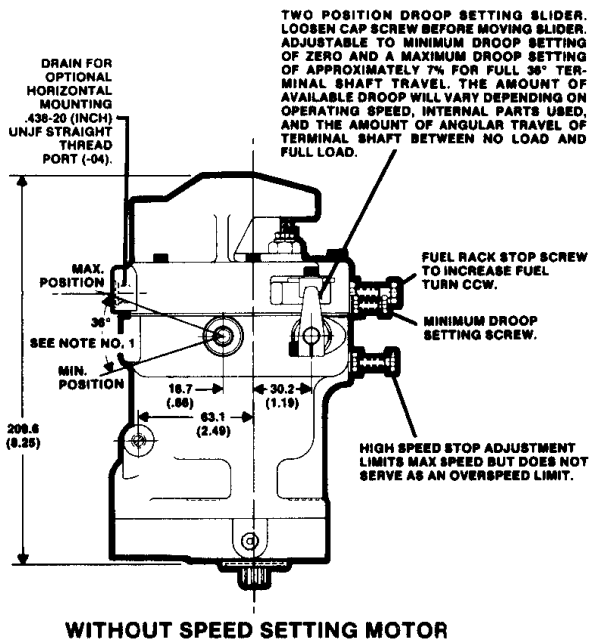 TWO POSITION DROOP SETTING SLIDER.
LOOSEN CAP SCREW BEFORE MOVING SLIDER.
ADJUSTABLE TO MINIMUM DROOP SETTING
OF ZERO AND A MAXIMUM DROOP SETTING
OF APPROXIMATELY 7% FOR FULL 36° TER-
MINAL SHAFT TRAVEL. THE AMOUNT OF
AVAILABLE DROOP WILL VARY DEPENDING ON
OPERATING SPEED, INTERNAL PARTS USED,
AND THE AMOUNT OF ANGULAR TRAVEL OF
TERMINAL SHAFT BETWEEN NO LOAD AND
FULL LOAD.
DRAIN FOR
OPTIONAL
HORIZONTAL
MOUNTING
.438-20 (INCH)
UNJF STRAIGHT
THREAD
PORT (-04).
MAX.
POSITION
36°
SEE NOTE NO. 1
MIN.
POSITION
FUEL RACK STOP SCREW
TO INCREASE FUEL
TURN CCW.
MINIMUM DROOP
SETTING SCREW.
16.7
(.66)
30.2
(1.19)
63.1
(2.49)
209.6
(8.25)
HIGH SPEED STOP ADJUSTMENT
LIMITS MAX SPEED BUT DOES NOT
SERVE AS AN OVERSPEED LIMIT.
WITHOUT SPEED SETTING MOTOR